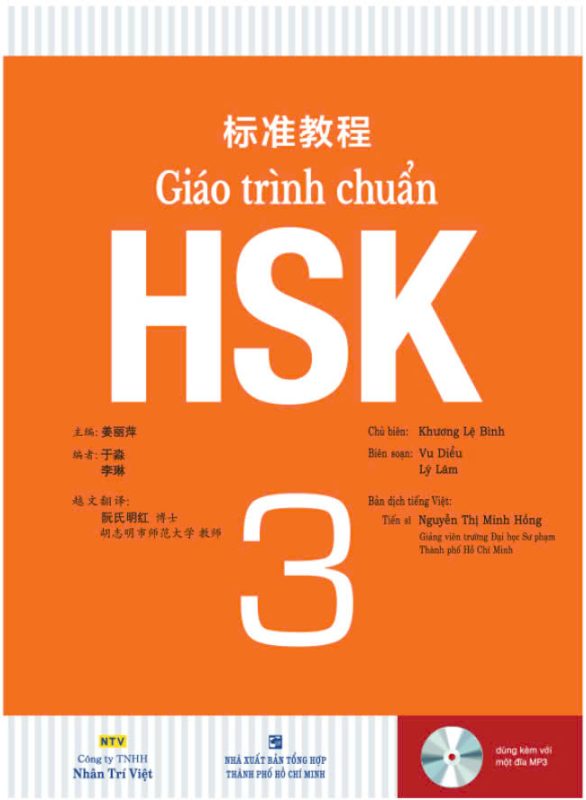 标准教程
Giáo trình chuẩn
HSK
主编: 姜丽萍
编者: 于淼
李琳
越文翻译:
阮氏明红 博士
胡志明市师范大学 教师
Chủ biên: Khương Lệ Bình
Biên soạn: Vu Diểu
Lý Lâm
Bản dịch tiếng Việt:
Tiến sĩ Nguyễn Thị Minh Hồng
Giảng viên trường Đại học Sư phạm
Thành phố Hồ Chí Minh
3
NTV
Công ty TNHH
Nhân Trí Việt
NHÀ XUẤT BẢN TỔNG HỢP
THÀNH PHỐ HỒ CHÍ MINH
dùng kèm với
một đĩa MP3